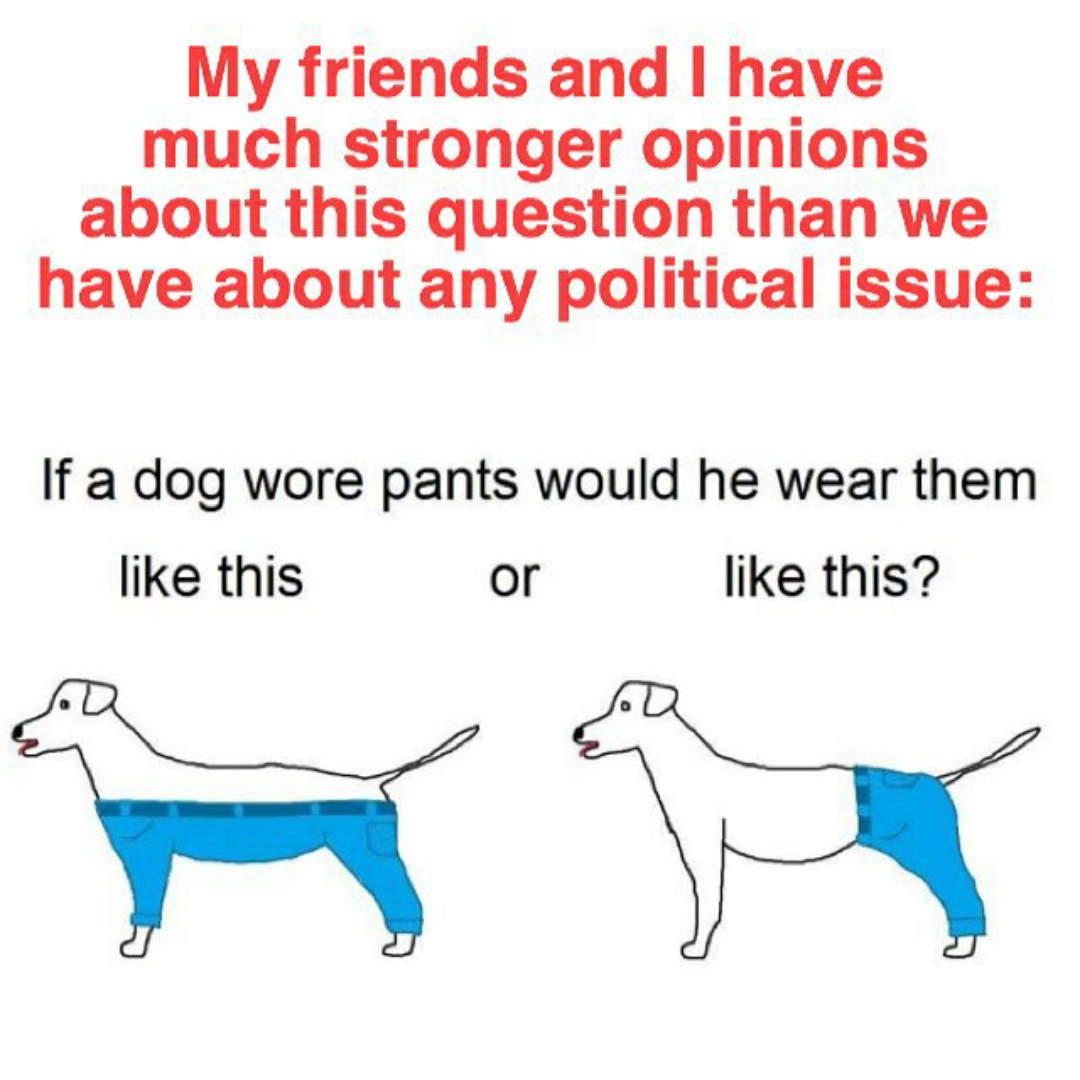 My friends and I have
much stronger opinions
about this question than we
have about any political issue:
If a dog wore pants would he wear them
like this or like this?